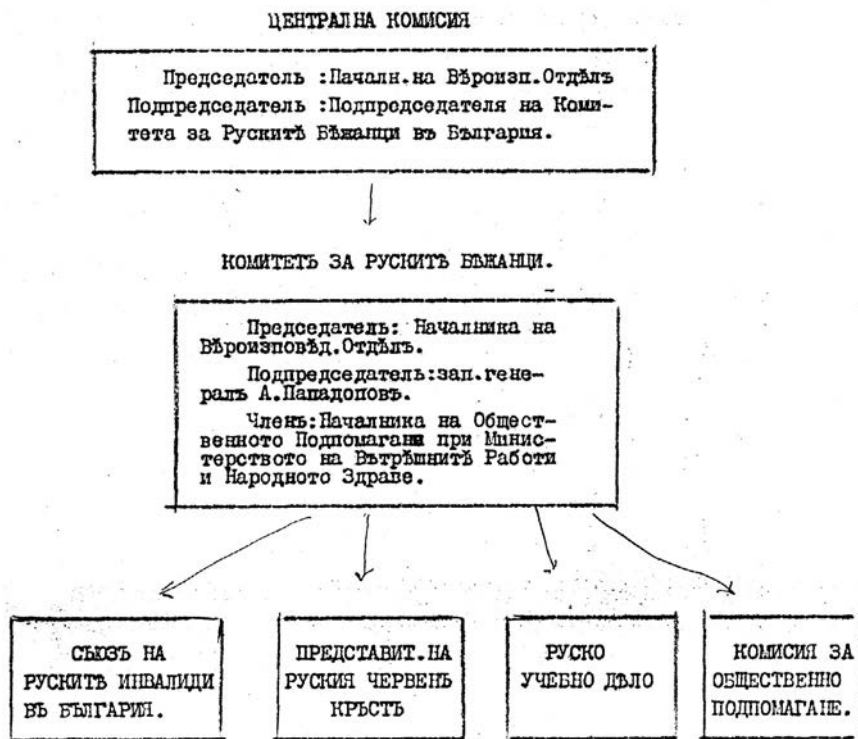 ЦЕНТРАЛНА КОМИСИЯ
Председатель :Началн.на Вѣроизп.Отдѣлъ
Подпредседатель :Подпредседателя на Коми-
тета за Руските Бѣжанци въ България.
КОМИТЕТЪ ЗА РУСКИТѢ БѢЖАНЦИ.
Председатель: Началника на
Вѣроизповѣд.Отдѣлъ.
Подпредседатель:зап.гене-
ралъ А.Пападоповъ.
Членъ:Началника на Общест-
венното Подпомагане при Минис-
терството на Вѫтрѣшнитѣ Работи
и Народното Здраве.
СЪЮЗЪ НА
РУСКИТѢ ИНВАЛИДИ
ВЪ БЪЛГАРИЯ.
ПРЕДСТАВИТ.НА
РУСКИЯ ЧЕРВЕНЪ
КРЪСТЪ
РУСКО
УЧЕБНО ДѢЛО
КОМИСИЯ ЗА
ОБЩЕСТВЕННО
ПОДПОМАГАНЕ.